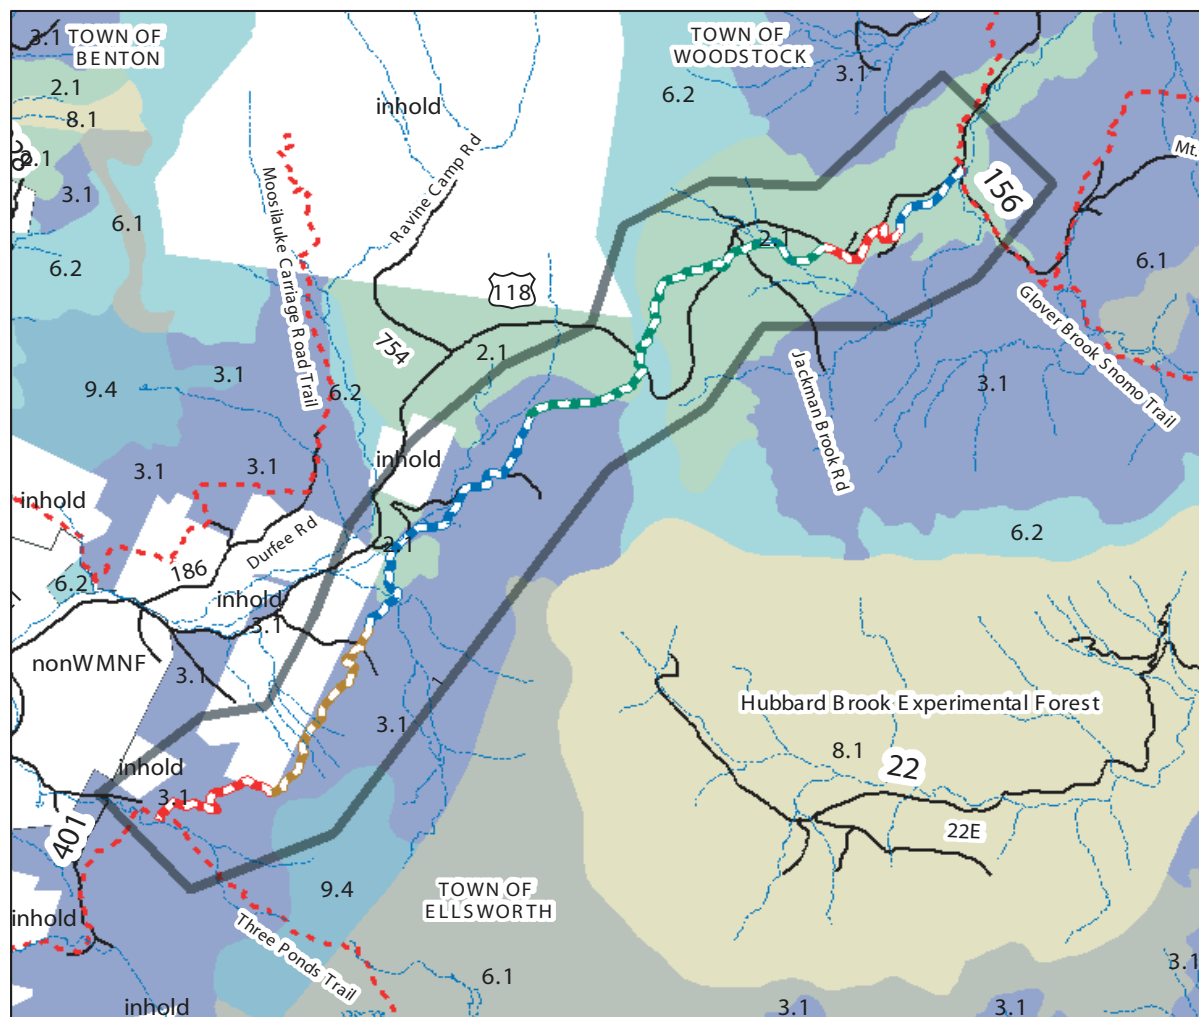 3.1
TOWN OF
BENTON
TOWN OF
WOODSTOCK
3.1
2.1
8.1
inhold
6.2
2.1
3.1
6.1
Ravine Camp Rd
Mt.
156
6.2
Moosilauke Carriage Road Trail
2.1
6.1
118
754
2.1
Glover Brook Snomo Trail
9.4
3.1
6.2
Jackman Brook Rd
3.1
3.1
3.1
inhold
inhold
Durfee Rd
2.1
6.2
186
6.2
inhold
3.1
nonWMNF
3.1
3.1
Hubbard Brook Experimental Forest
8.1
22
inhold
3.1
401
22E
9.4
TOWN OF
ELLSWORTH
inhold
Three Ponds Trail
6.1
3.1
inhold
3.1
3.1